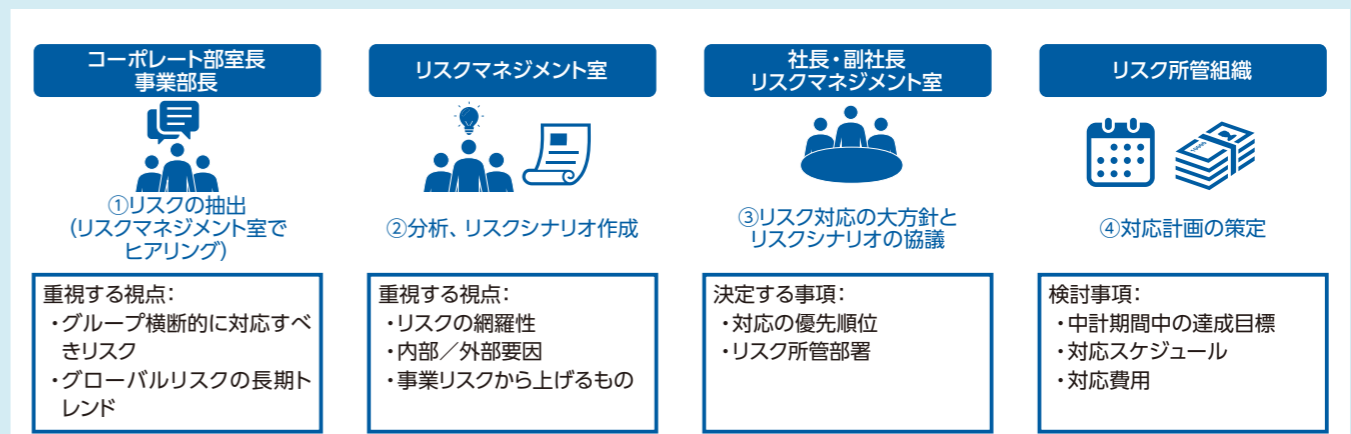 コーポレート部室長
事業部長
①リスクの抽出
(リスクマネジメント室で
ヒアリング)
重視する視点：
・グループ横断的に対応すべ
きリスク
・グローバルリスクの長期ト
レンド
リスクマネジメント室
②分析、リスクシナリオ作成
重視する視点：
・リスクの網羅性
・内部／外部要因
・事業リスクから上げるもの
社長・副社長
リスクマネジメント室
③リスク対応の大方針と
リスクシナリオの協議
決定する事項：
・対応の優先順位
・リスク所管部署
リスク所管組織
④対応計画の策定
検討事項：
・中計期間中の達成目標
・対応スケジュール
・対応費用